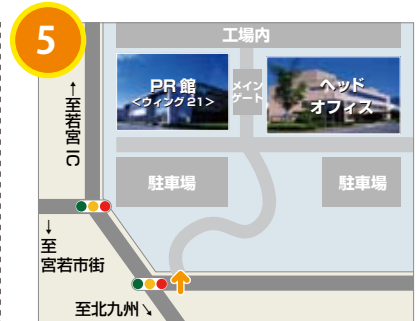 5
工場内
PR館
<ウィング21>
メイン
ゲート
ヘッド
オフィス
↑至若宮IC
駐車場
駐車場
↓
至
宮若市街
至北九州↘